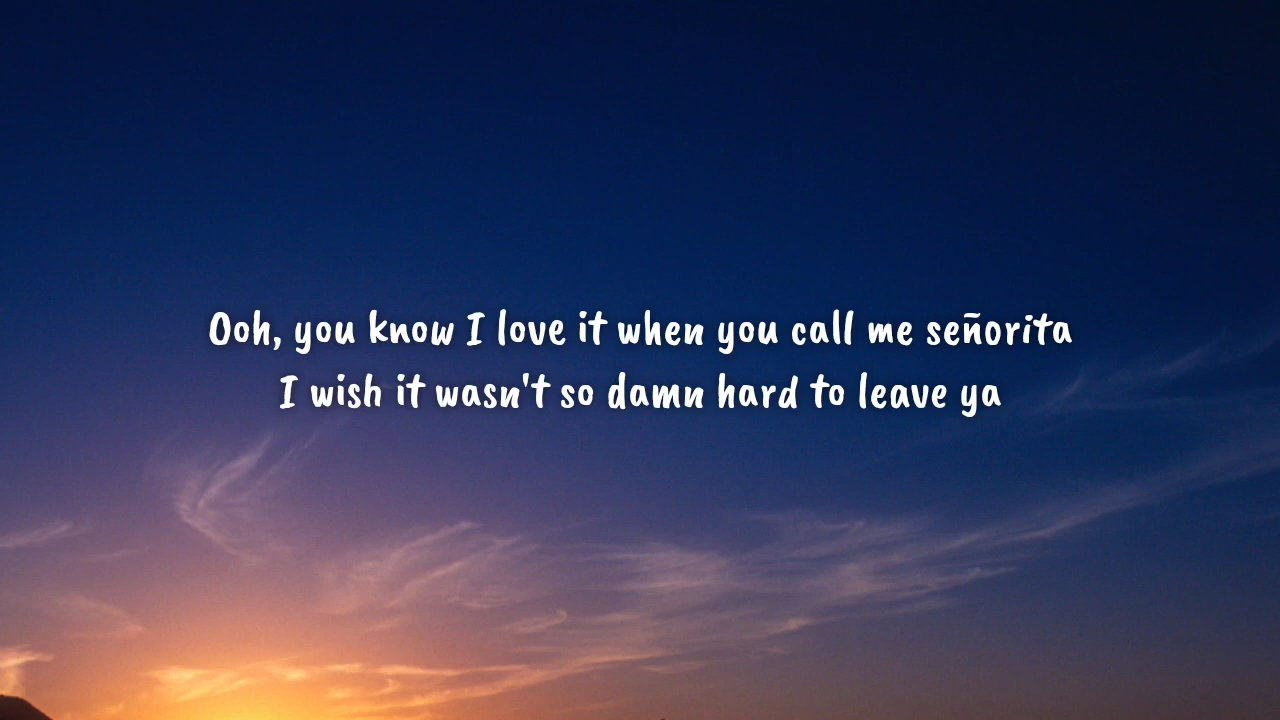 Ooh, you know I love it when you call me señorita
I wish it wasn't so damn hard to leave ya